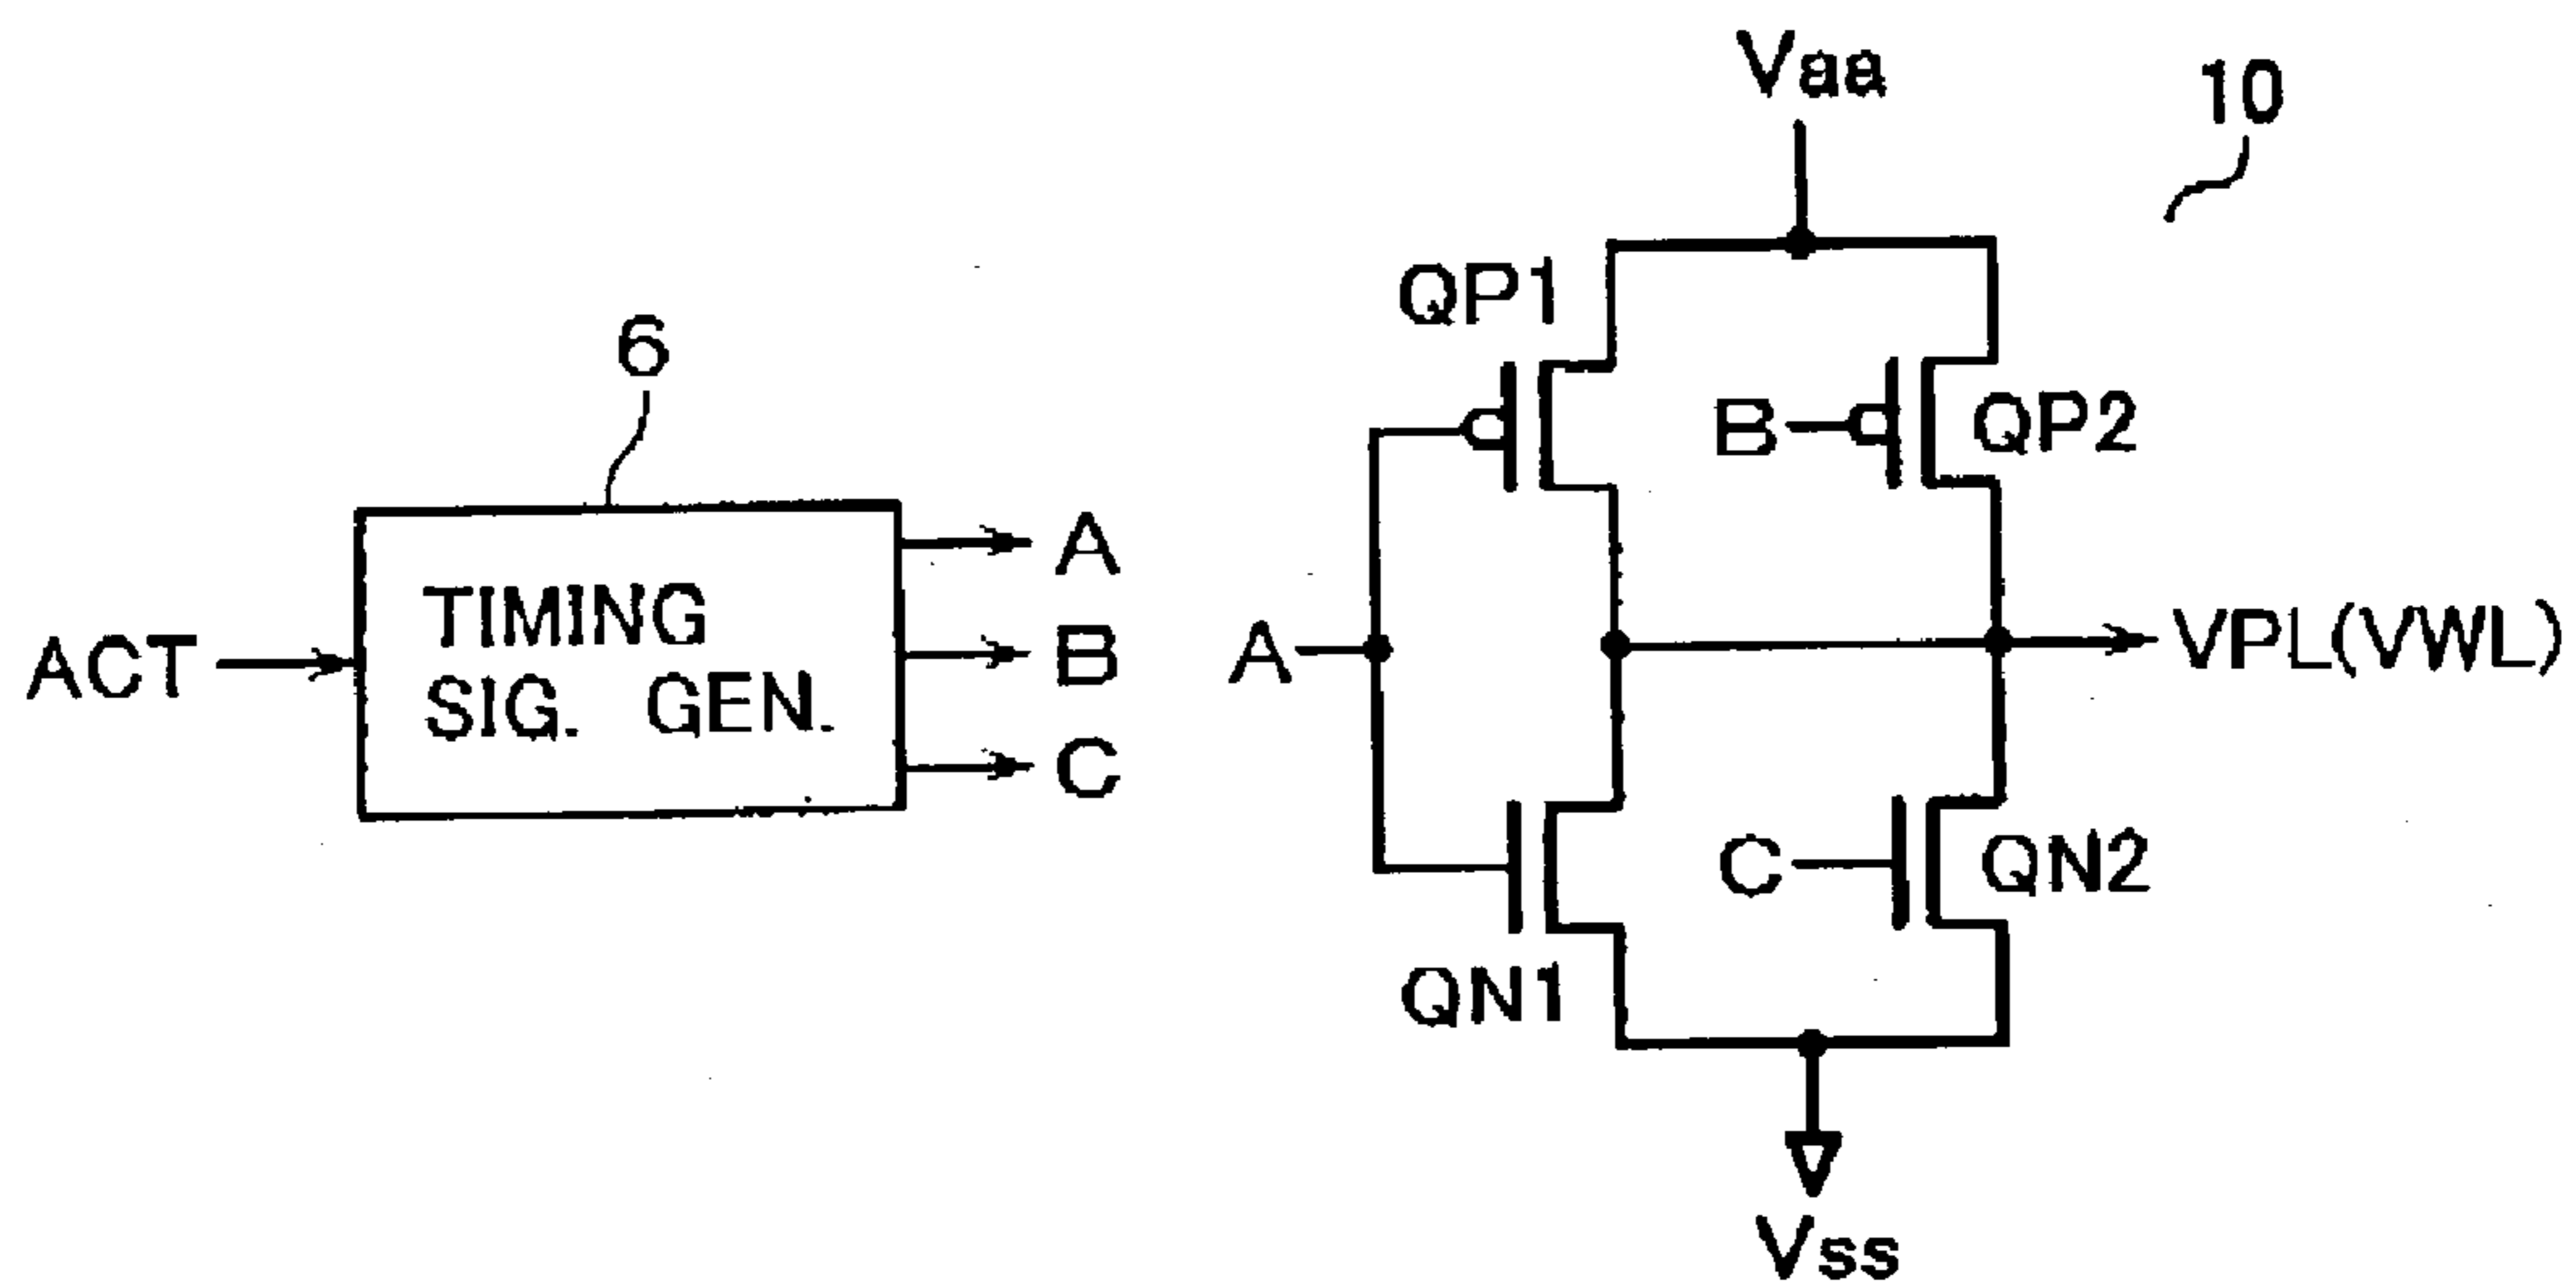 Vaa
10
QP1
6
B
QP2
A
TIMING
SIG. GEN.
B
ACT
A
VPL(VWL)
C
C
QN2
QN1
Vss